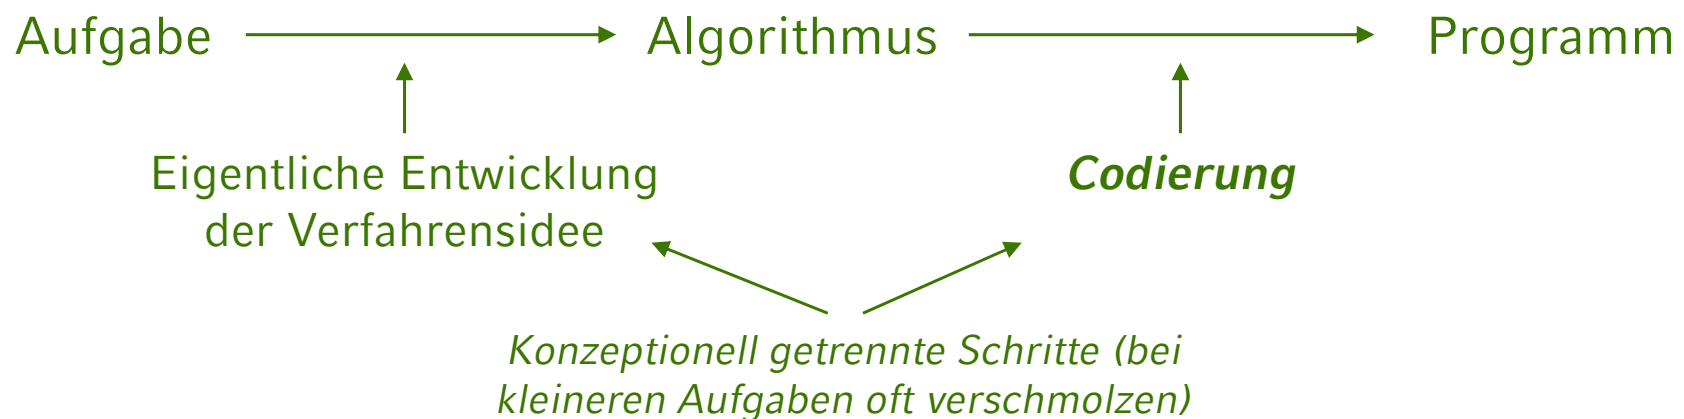 Aufgabe Algorithmus Programm
Eigentliche Entwicklung
der Verfahrensidee
Codierung
Konzeptionell getrennte Schritte (bei
kleineren Aufgaben oft verschmolzen)